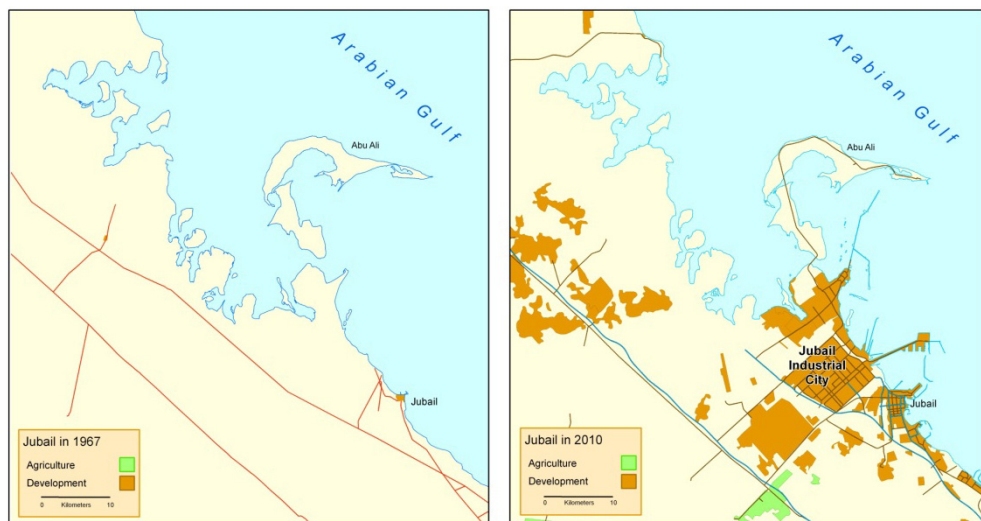 Arabian Gulf
Abu Ali
Jubail
Jubail in 1967
Agriculture
Development
0 Kilometers 10
Arabian Gulf
Abu Ali
Jubail
Industrial
City
Jubail
Jubail in 2010
Agriculture
Development
0 Kilometers 10